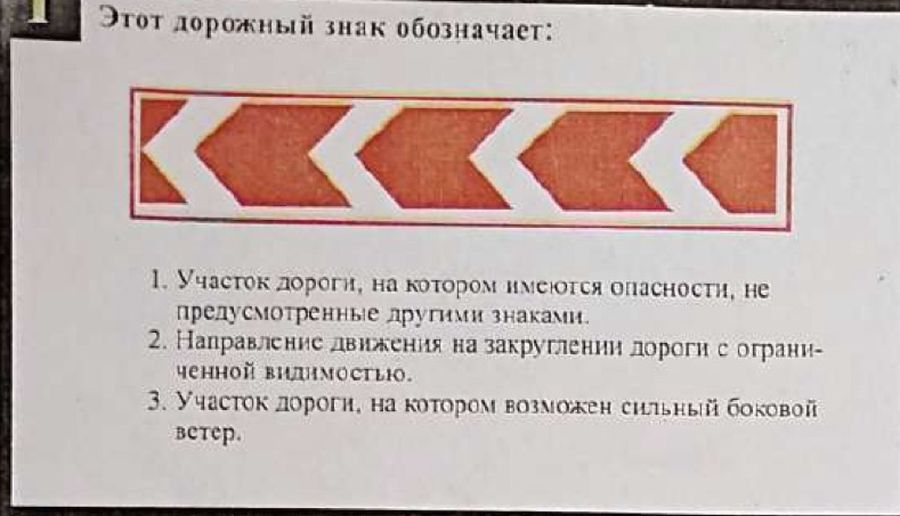 1
Этот дорожный знак обозначает:
1. Участок дороги, на котором имеются опасности, не
предусмотренные другими знаками.
2. Направление движения на закруглении дороги с ограни-
ченной видимостью.
3. Участок дороги, на котором возможен сильный боковой
ветер.